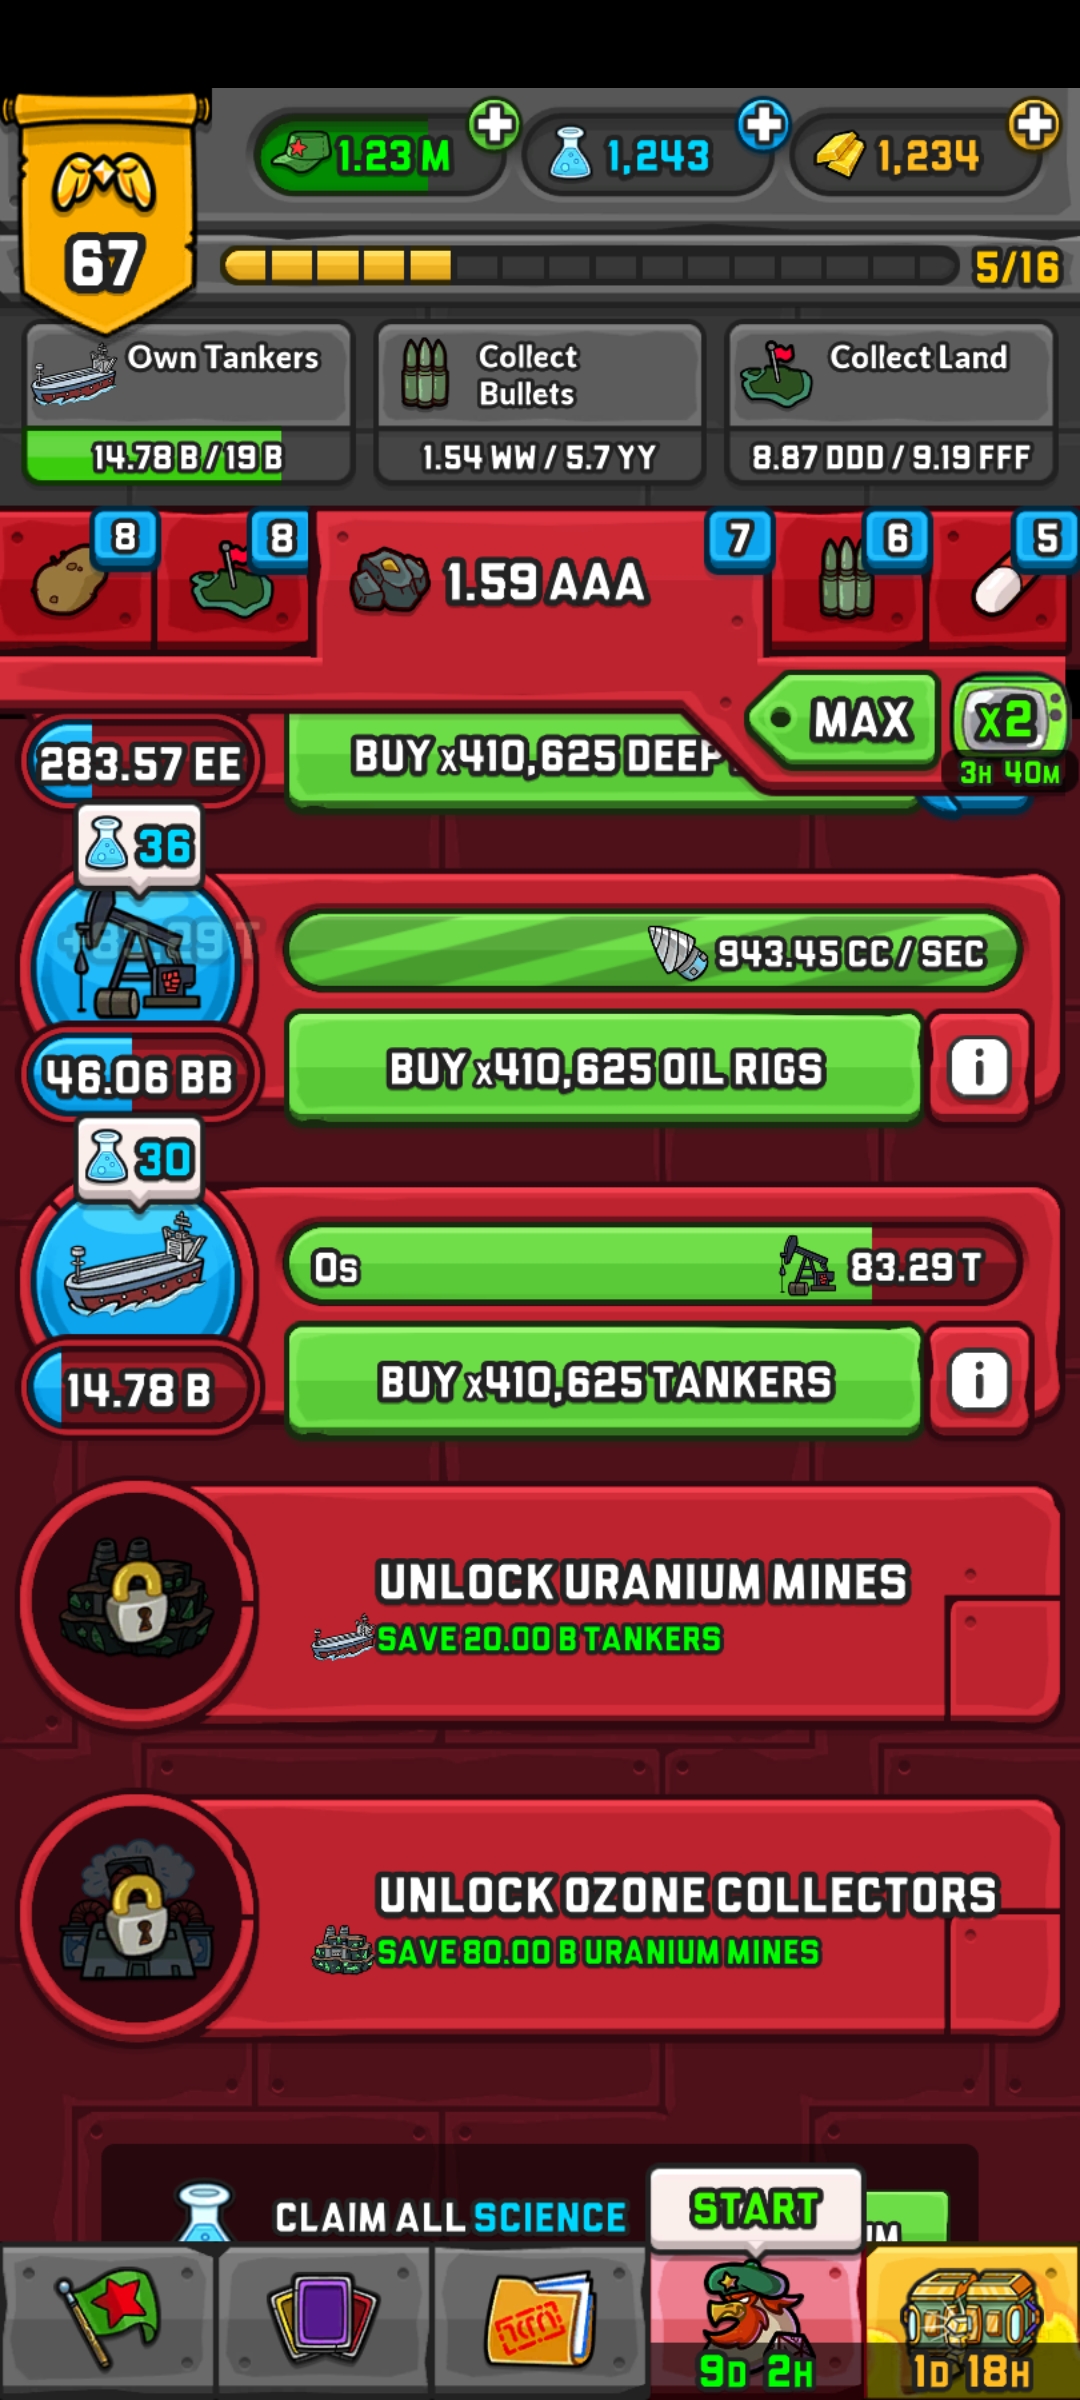 1.23 M
1,243
1,234
67
5/16
Own Tankers
14.78 B / 19 B
Collect
Bullets
1.54 WW / 5.7 YY
Collect Land
8.87 DDD / 9.19 FFF
8
8
1.59 AAA
7
6
5
MAX
x2
3H 40M
283.57 EE
BUY x410,625 DEEP
36
943.45 CC / SEC
BUY x410,625 OIL RIGS
46.06 BB
i
30
0s
83.29 T
BUY x410,625 TANKERS
14.78 B
i
UNLOCK URANIUM MINES
SAVE 20.00 B TANKERS
UNLOCK OZONE COLLECTORS
SAVE 80.00 B URANIUM MINES
CLAIM ALL SCIENCE
START
9D 2H
1D 18H